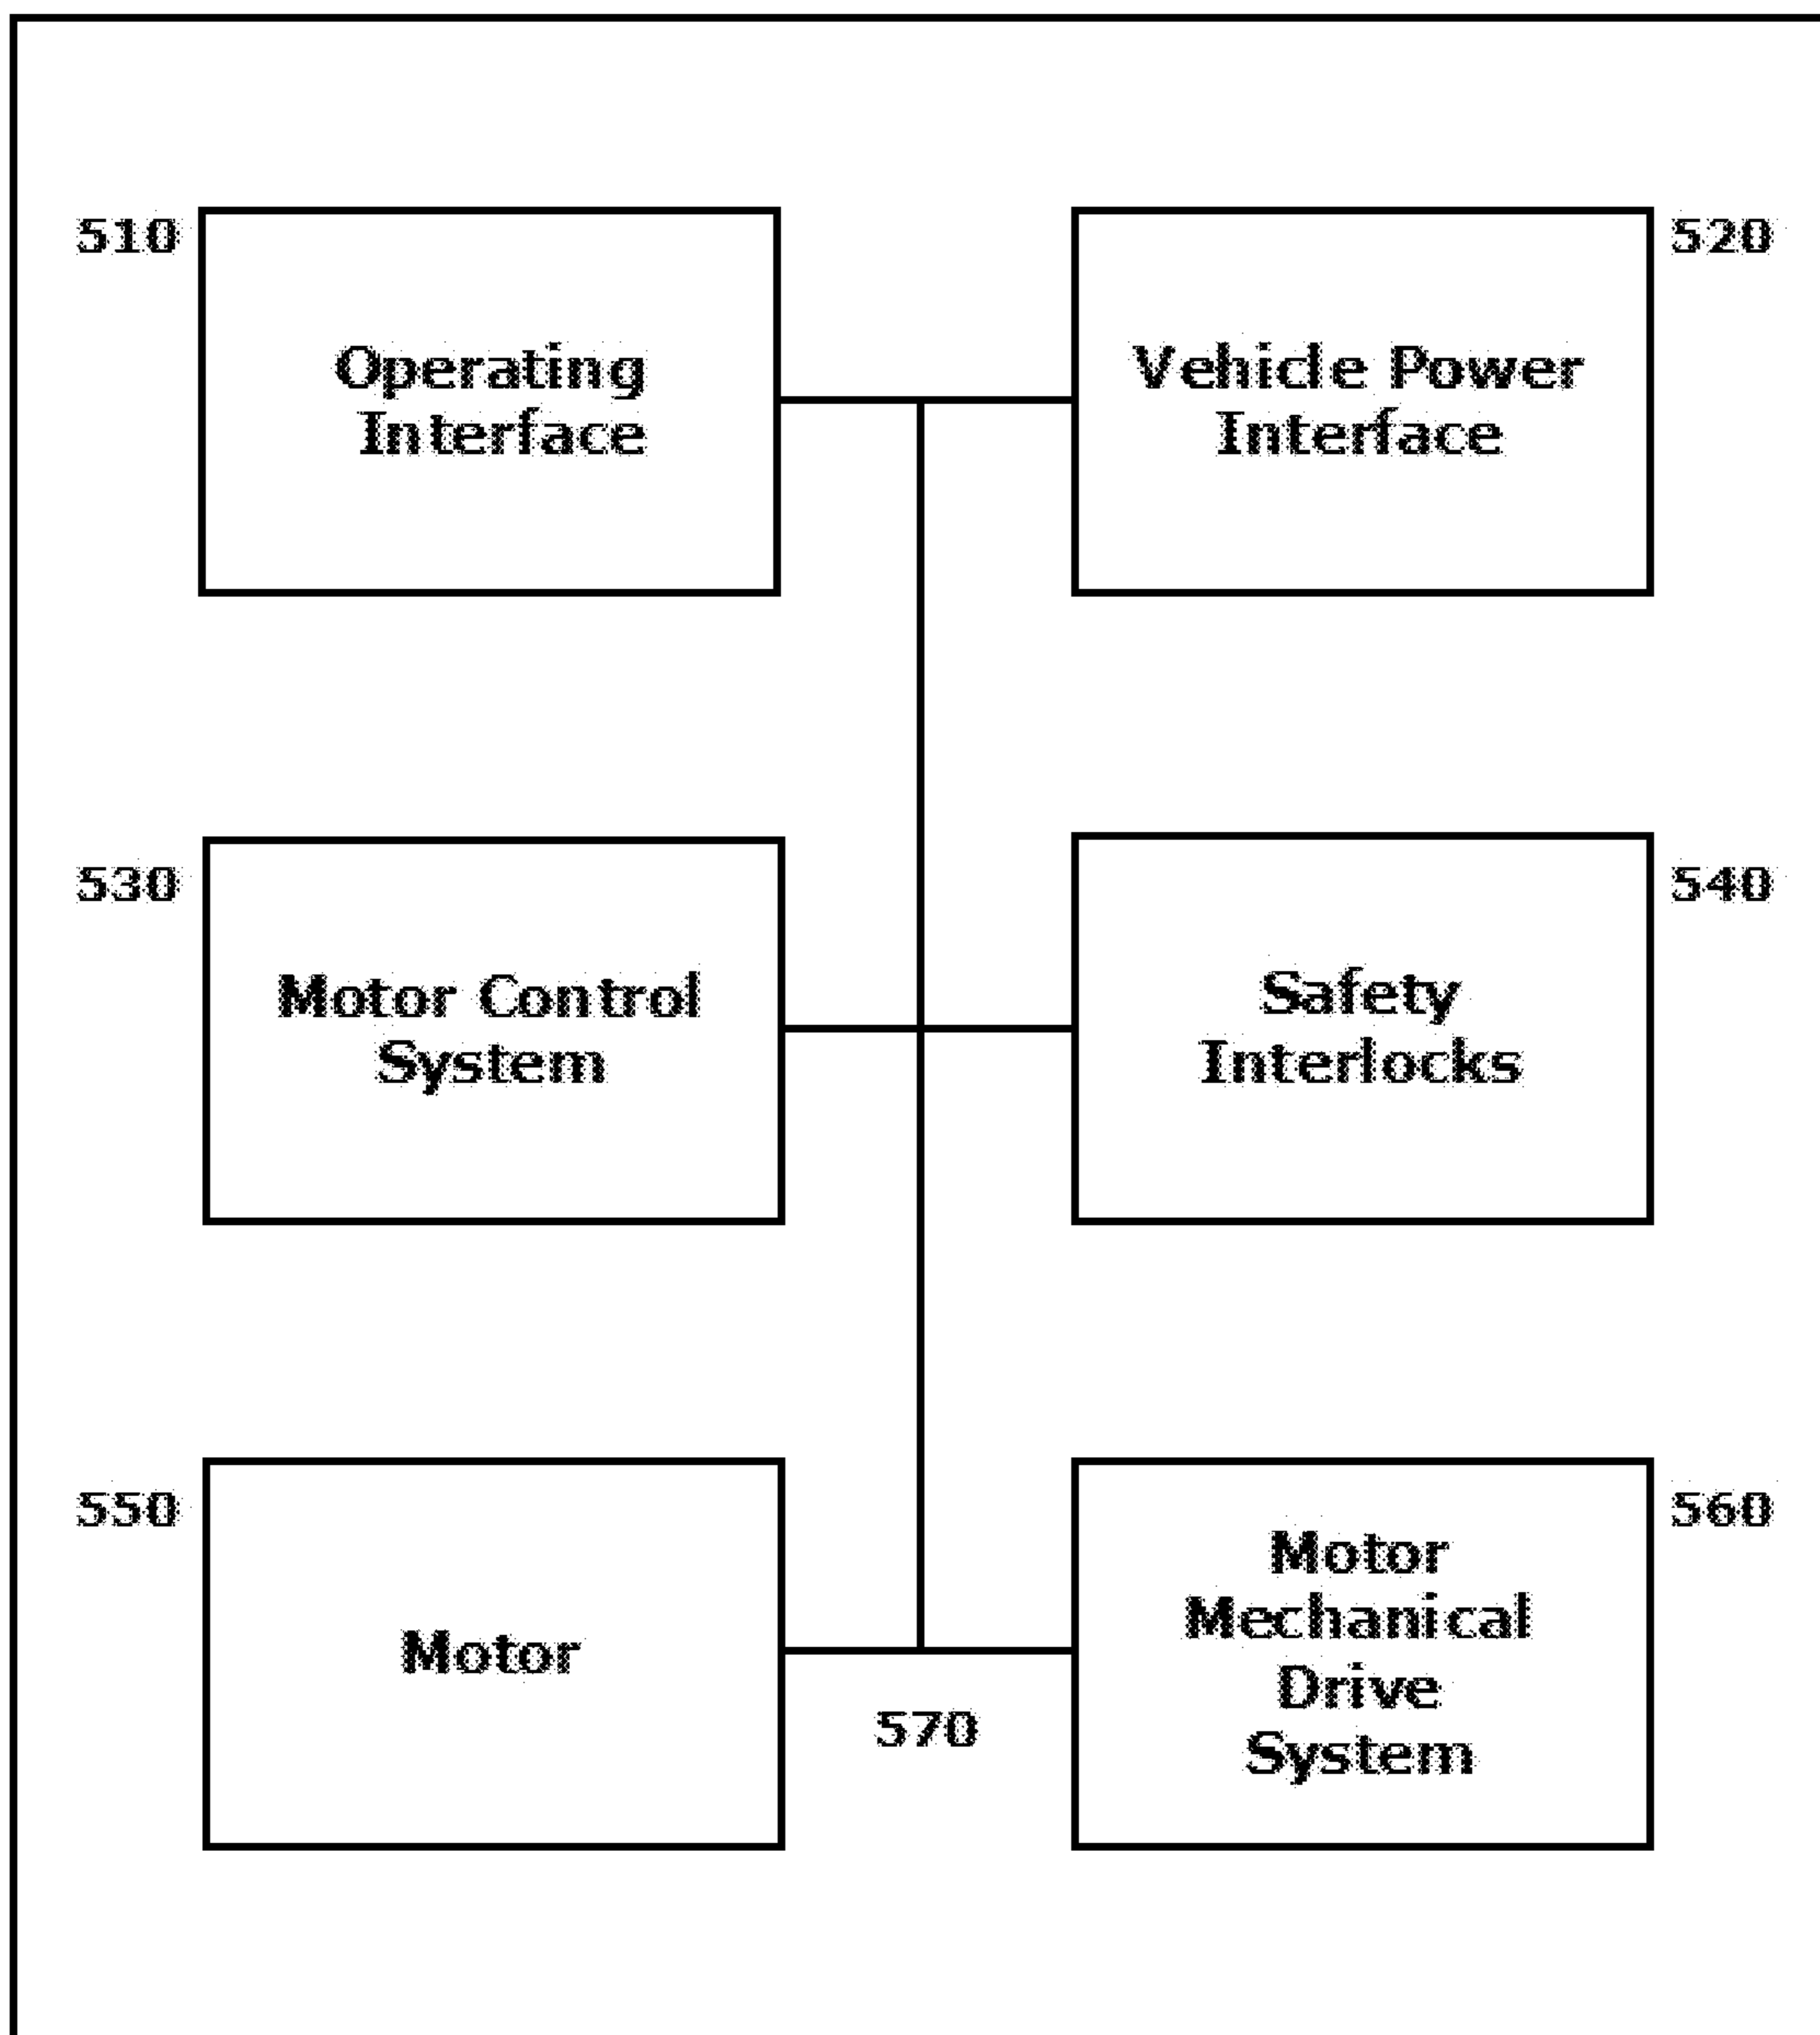 510
Operating
Interface
520
Vehicle Power
Interface
530
Motor Control
System
540
Safety
Interlocks
550
Motor
560
Motor
Mechanical
Drive
System
570